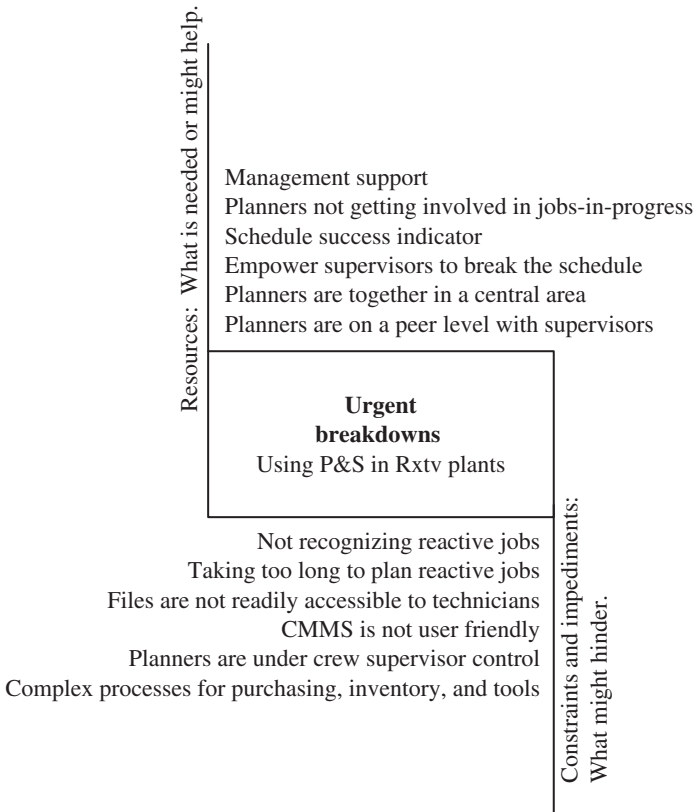 Resources: What is needed or might help.
Management support
Planners not getting involved in jobs-in-progress
Schedule success indicator
Empower supervisors to break the schedule
Planners are together in a central area
Planners are on a peer level with supervisors
Urgent
breakdowns
Using P&S in Rxtv plants
Not recognizing reactive jobs
Taking too long to plan reactive jobs
Files are not readily accessible to technicians
CMMS is not user friendly
Planners are under crew supervisor control
Complex processes for purchasing, inventory, and tools
Constraints and impediments:
What might hinder.